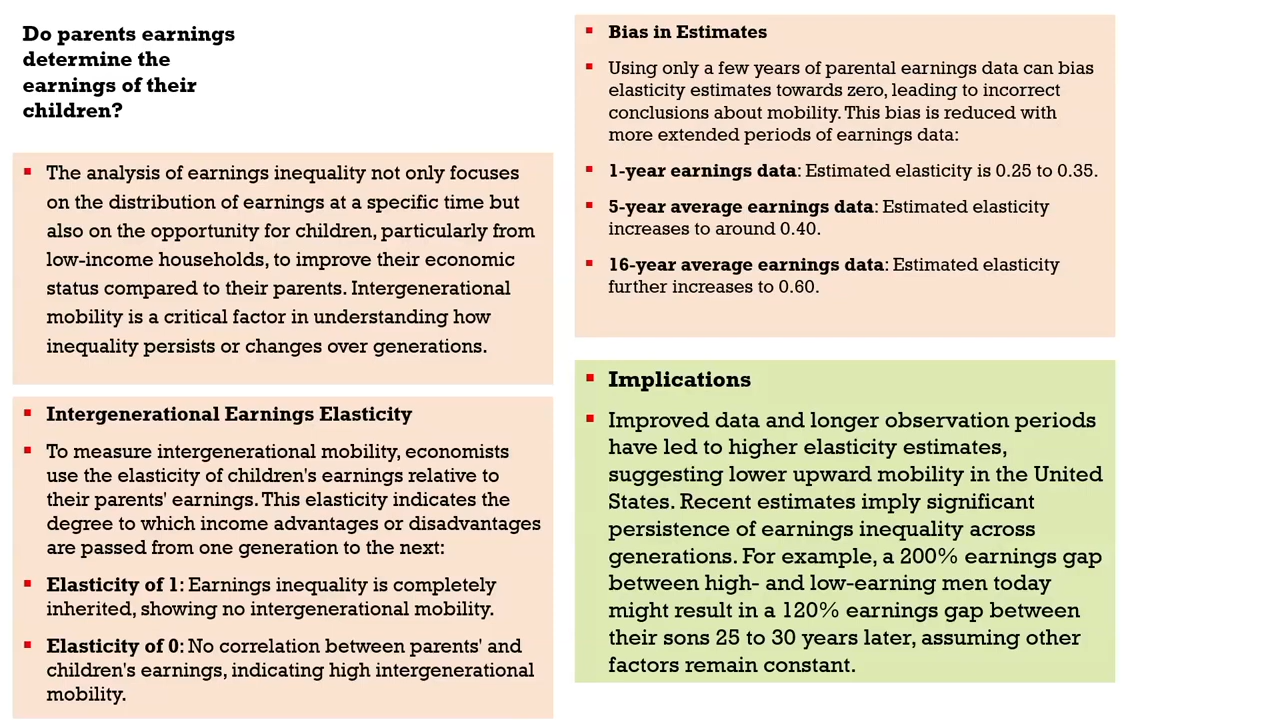 Do parents earnings
determine the
earnings of their
children?
▪ The analysis of earnings inequality not only focuses
on the distribution of earnings at a specific time but
also on the opportunity for children, particularly from
low-income households, to improve their economic
status compared to their parents. Intergenerational
mobility is a critical factor in understanding how
inequality persists or changes over generations.
▪ Intergenerational Earnings Elasticity
▪ To measure intergenerational mobility, economists
use the elasticity of children's earnings relative to
their parents' earnings. This elasticity indicates the
degree to which income advantages or disadvantages
are passed from one generation to the next:
▪ Elasticity of 1: Earnings inequality is completely
inherited, showing no intergenerational mobility.
▪ Elasticity of 0: No correlation between parents' and
children's earnings, indicating high intergenerational
mobility.
▪ Bias in Estimates
▪ Using only a few years of parental earnings data can bias
elasticity estimates towards zero, leading to incorrect
conclusions about mobility. This bias is reduced with
more extended periods of earnings data:
▪ 1-year earnings data: Estimated elasticity is 0.25 to 0.35.
▪ 5-year average earnings data: Estimated elasticity
increases to around 0.40.
▪ 16-year average earnings data: Estimated elasticity
further increases to 0.60.
▪ Implications
▪ Improved data and longer observation periods
have led to higher elasticity estimates,
suggesting lower upward mobility in the United
States. Recent estimates imply significant
persistence of earnings inequality across
generations. For example, a 200% earnings gap
between high- and low-earning men today
might result in a 120% earnings gap between
their sons 25 to 30 years later, assuming other
factors remain constant.